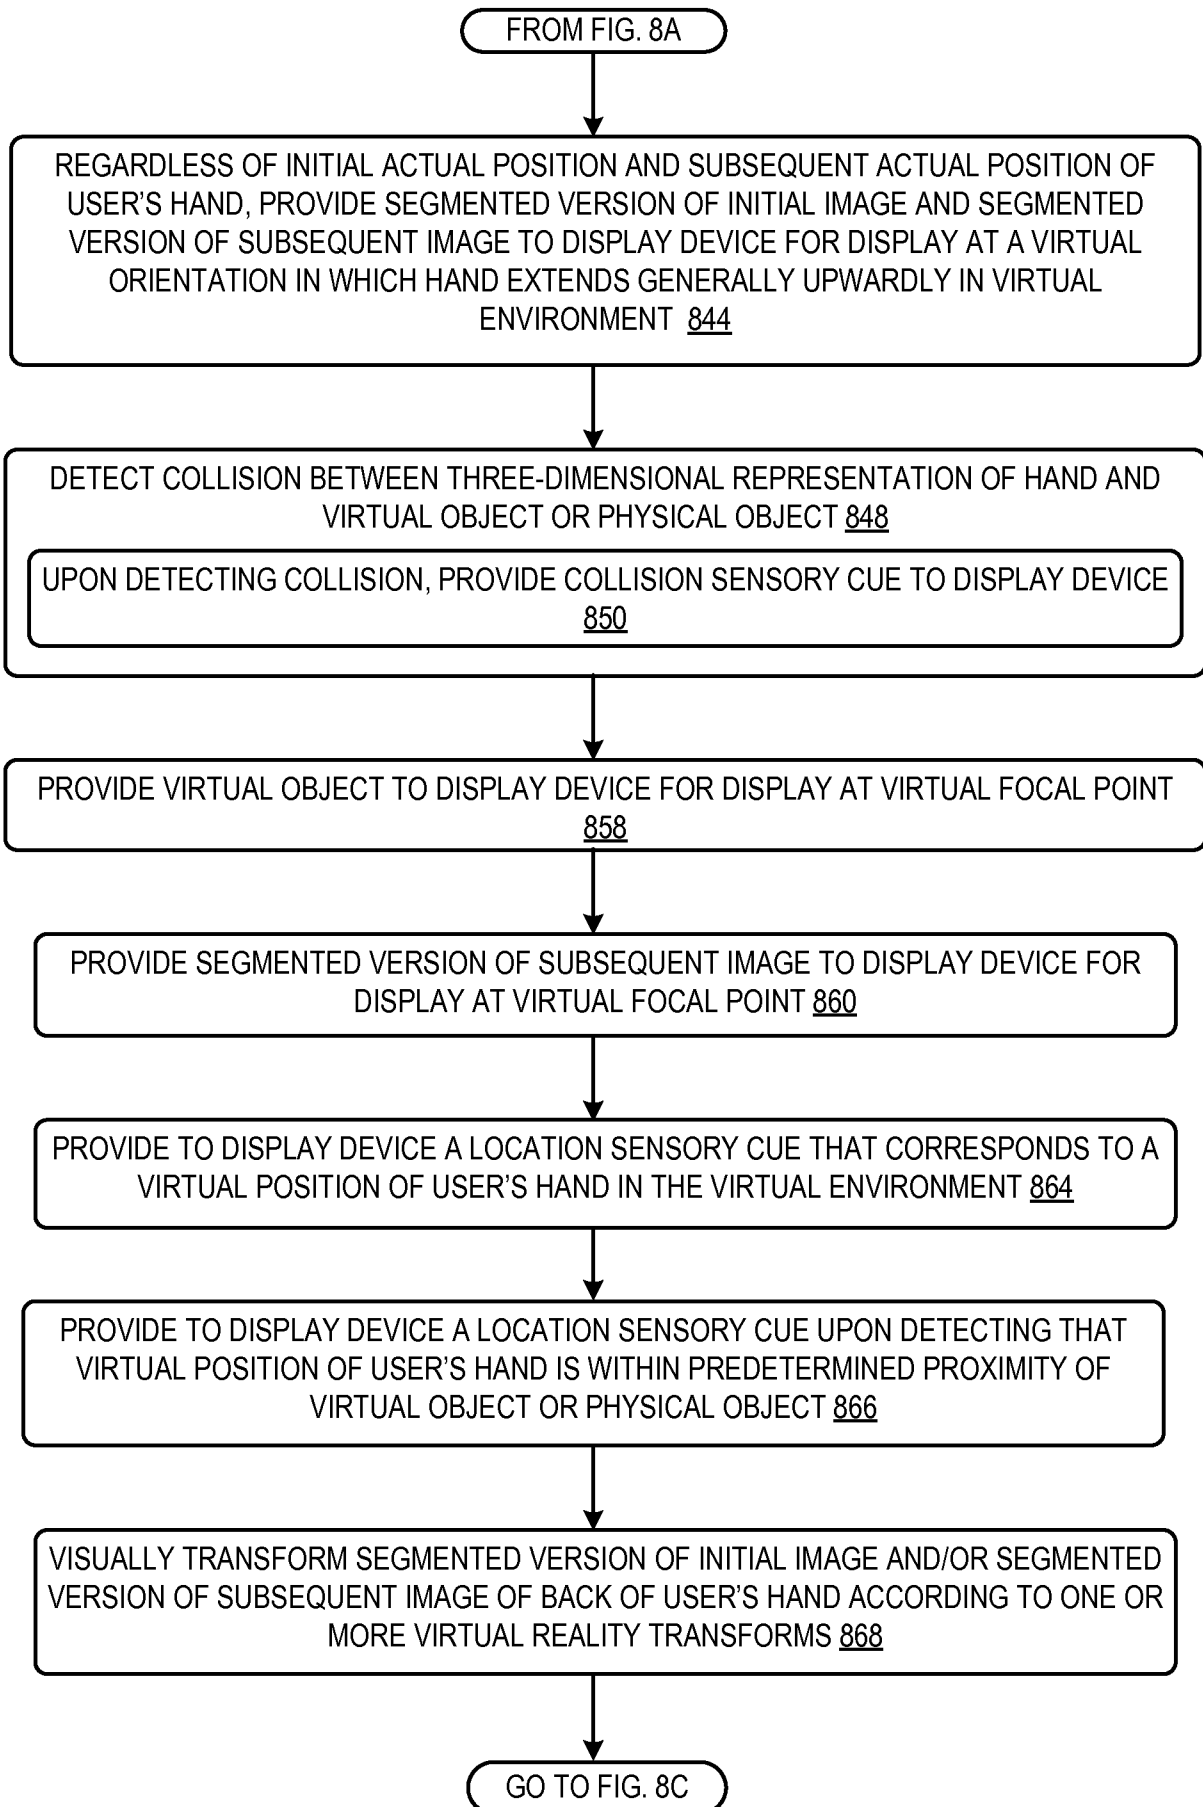 FROM FIG. 8A
REGARDLESS OF INITIAL ACTUAL POSITION AND SUBSEQUENT ACTUAL POSITION OF
USER'S HAND, PROVIDE SEGMENTED VERSION OF INITIAL IMAGE AND SEGMENTED
VERSION OF SUBSEQUENT IMAGE TO DISPLAY DEVICE FOR DISPLAY AT A VIRTUAL
ORIENTATION IN WHICH HAND EXTENDS GENERALLY UPWARDLY IN VIRTUAL
ENVIRONMENT 844
DETECT COLLISION BETWEEN THREE-DIMENSIONAL REPRESENTATION OF HAND AND
VIRTUAL OBJECT OR PHYSICAL OBJECT 848
UPON DETECTING COLLISION, PROVIDE COLLISION SENSORY CUE TO DISPLAY DEVICE
850
PROVIDE VIRTUAL OBJECT TO DISPLAY DEVICE FOR DISPLAY AT VIRTUAL FOCAL POINT
858
PROVIDE SEGMENTED VERSION OF SUBSEQUENT IMAGE TO DISPLAY DEVICE FOR
DISPLAY AT VIRTUAL FOCAL POINT 860
PROVIDE TO DISPLAY DEVICE A LOCATION SENSORY CUE THAT CORRESPONDS TO A
VIRTUAL POSITION OF USER'S HAND IN THE VIRTUAL ENVIRONMENT 864
PROVIDE TO DISPLAY DEVICE A LOCATION SENSORY CUE UPON DETECTING THAT
VIRTUAL POSITION OF USER'S HAND IS WITHIN PREDETERMINED PROXIMITY OF
VIRTUAL OBJECT OR PHYSICAL OBJECT 866
VISUALLY TRANSFORM SEGMENTED VERSION OF INITIAL IMAGE AND/OR SEGMENTED
VERSION OF SUBSEQUENT IMAGE OF BACK OF USER'S HAND ACCORDING TO ONE OR
MORE VIRTUAL REALITY TRANSFORMS 868
GO TO FIG. 8C